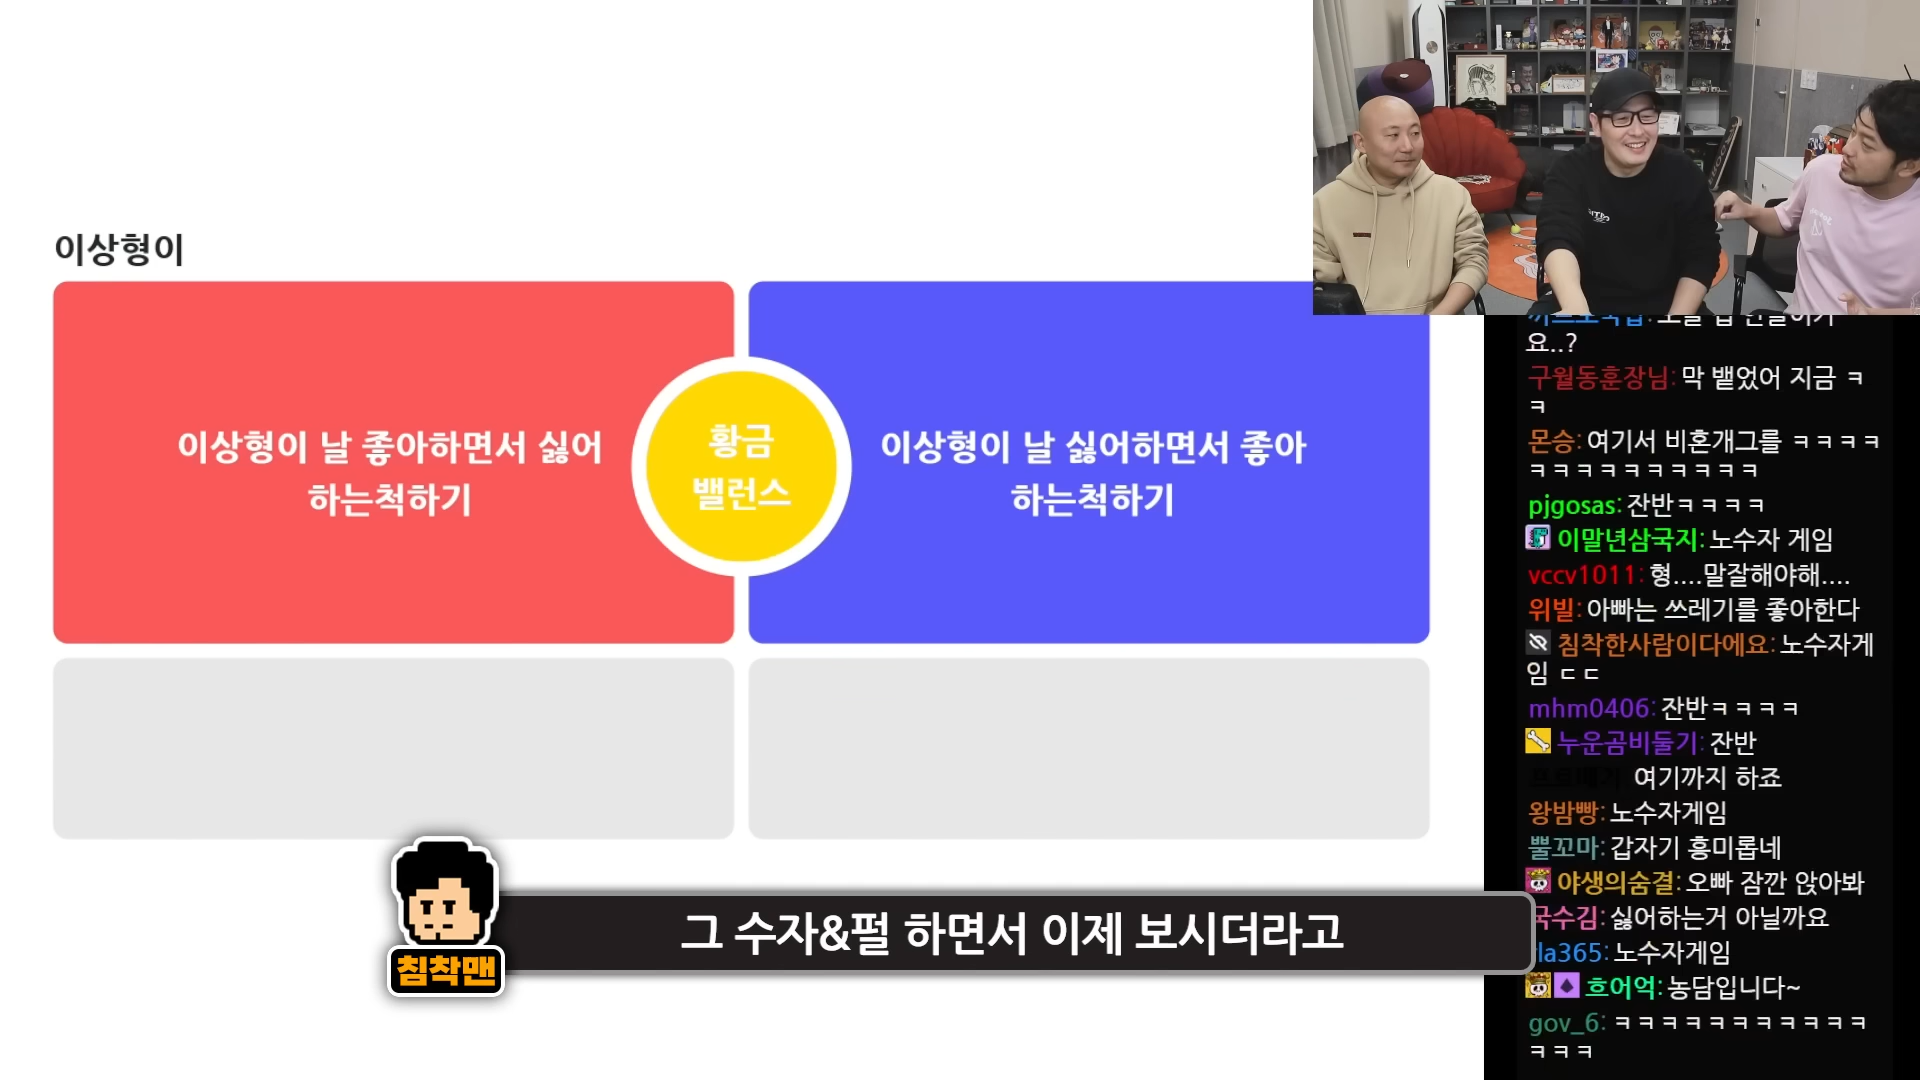 이상형이
이상형이 날 좋아하면서 싫어
하는척하기
황금
밸런스
이상형이 날 싫어하면서 좋아
하는척하기
요..?
구월동훈장님: 막 뱉었어 지금 ㅋ
ㅋ
몬승: 여기서 비혼개그를 ㅋㅋㅋㅋ
ㅋㅋㅋㅋㅋㅋㅋㅋㅋㅋ
pjgosas: 잔반ㅋㅋㅋㅋ
이말년삼국지: 노수자 게임
vccv1011: 형....말잘해야해....
위빌: 아빠는 쓰레기를 좋아한다
침착한사람이다에요: 노수자게
임 ㄷㄷ
mhm0406: 잔반ㅋㅋㅋㅋ
누운곰비둘기: 잔반
여기까지 하죠
왕밤빵: 노수자게임
뿔꼬마: 갑자기 흥미롭네
야생의숨결: 오빠 잠깐 앉아봐
국수김: 싫어하는거 아닐까요
la365: 노수자게임
흐어억: 농담입니다~
gov_6: ㅋㅋㅋㅋㅋㅋㅋㅋㅋㅋㅋ
ㅋㅋㅋ
침착맨
그 수자&펄 하면서 이제 보시더라고